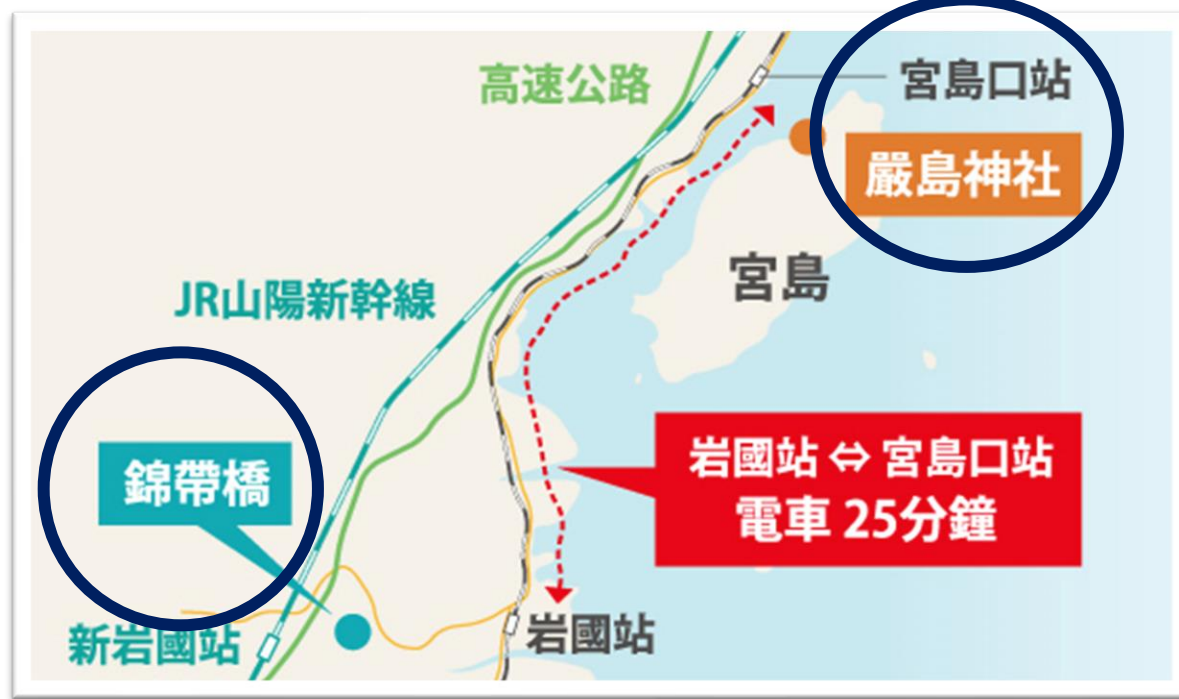 高速公路
宮島口站
嚴島神社
宮島
JR山陽新幹線
錦帶橋
岩國站 ⇔ 宮島口站
電車 25分鐘
新岩國站
岩國站